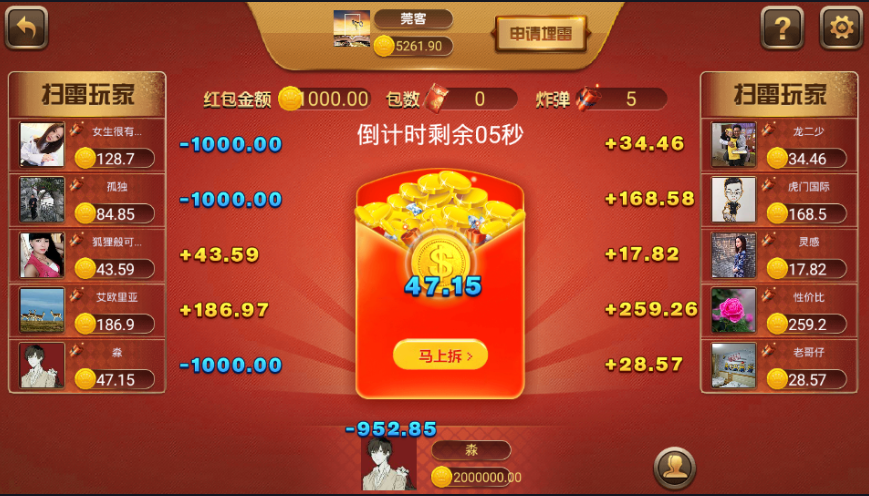 莞客
5261.90
申请埋雷
?
扫雷玩家
扫雷玩家
红包金额 1000.00 包数 0 炸弹 5
倒计时剩余05秒
女生很有...
128.7
-1000.00
孤独
84.85
-1000.00
狐狸般可...
43.59
+43.59
艾欧里亚
186.9
+186.97
淼
47.15
-1000.00
$
47.15
马上拆 >
+34.46
龙二少
34.46
+168.58
虎门国际
168.5
+17.82
灵感
17.82
+259.26
性价比
259.2
+28.57
老哥仔
28.57
-952.85
淼
2000000.00